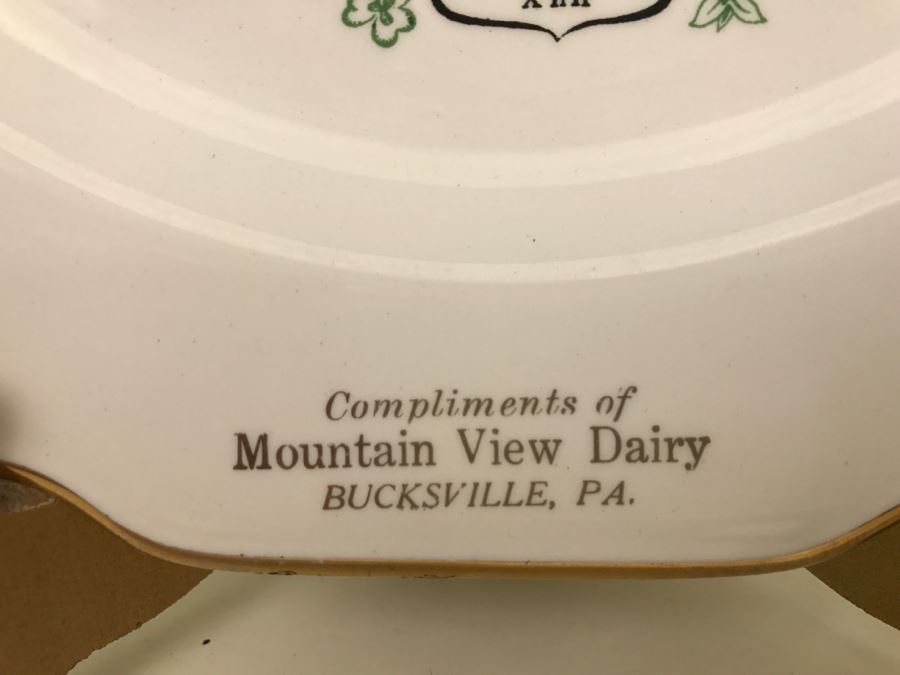 Compliments of
Mountain View Dairy
BUCKSVILLE, PA.